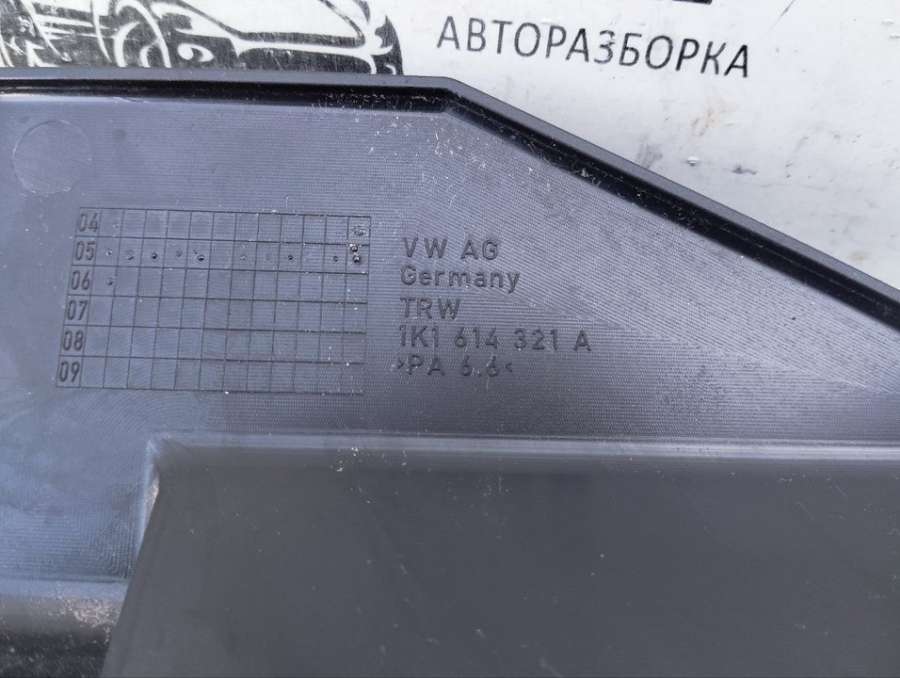 АВТОРАЗБОРКА
04
05
06
07
08
09
VW AG
Germany
TRW
1K1 614 321 A
>PA 6.6<